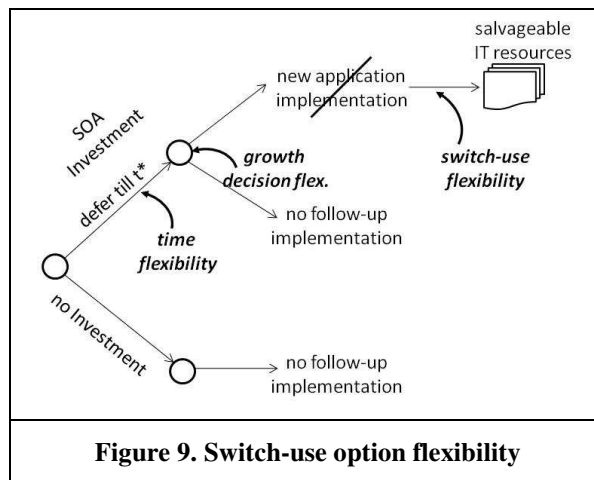 salvageable
IT resources
new application
implementation
SOA
Investment
growth
decision flex.
switch-use
flexibility
defer till t*
time
flexibility
no follow-up
implementation
no Investment
no follow-up
implementation
Figure 9. Switch-use option flexibility